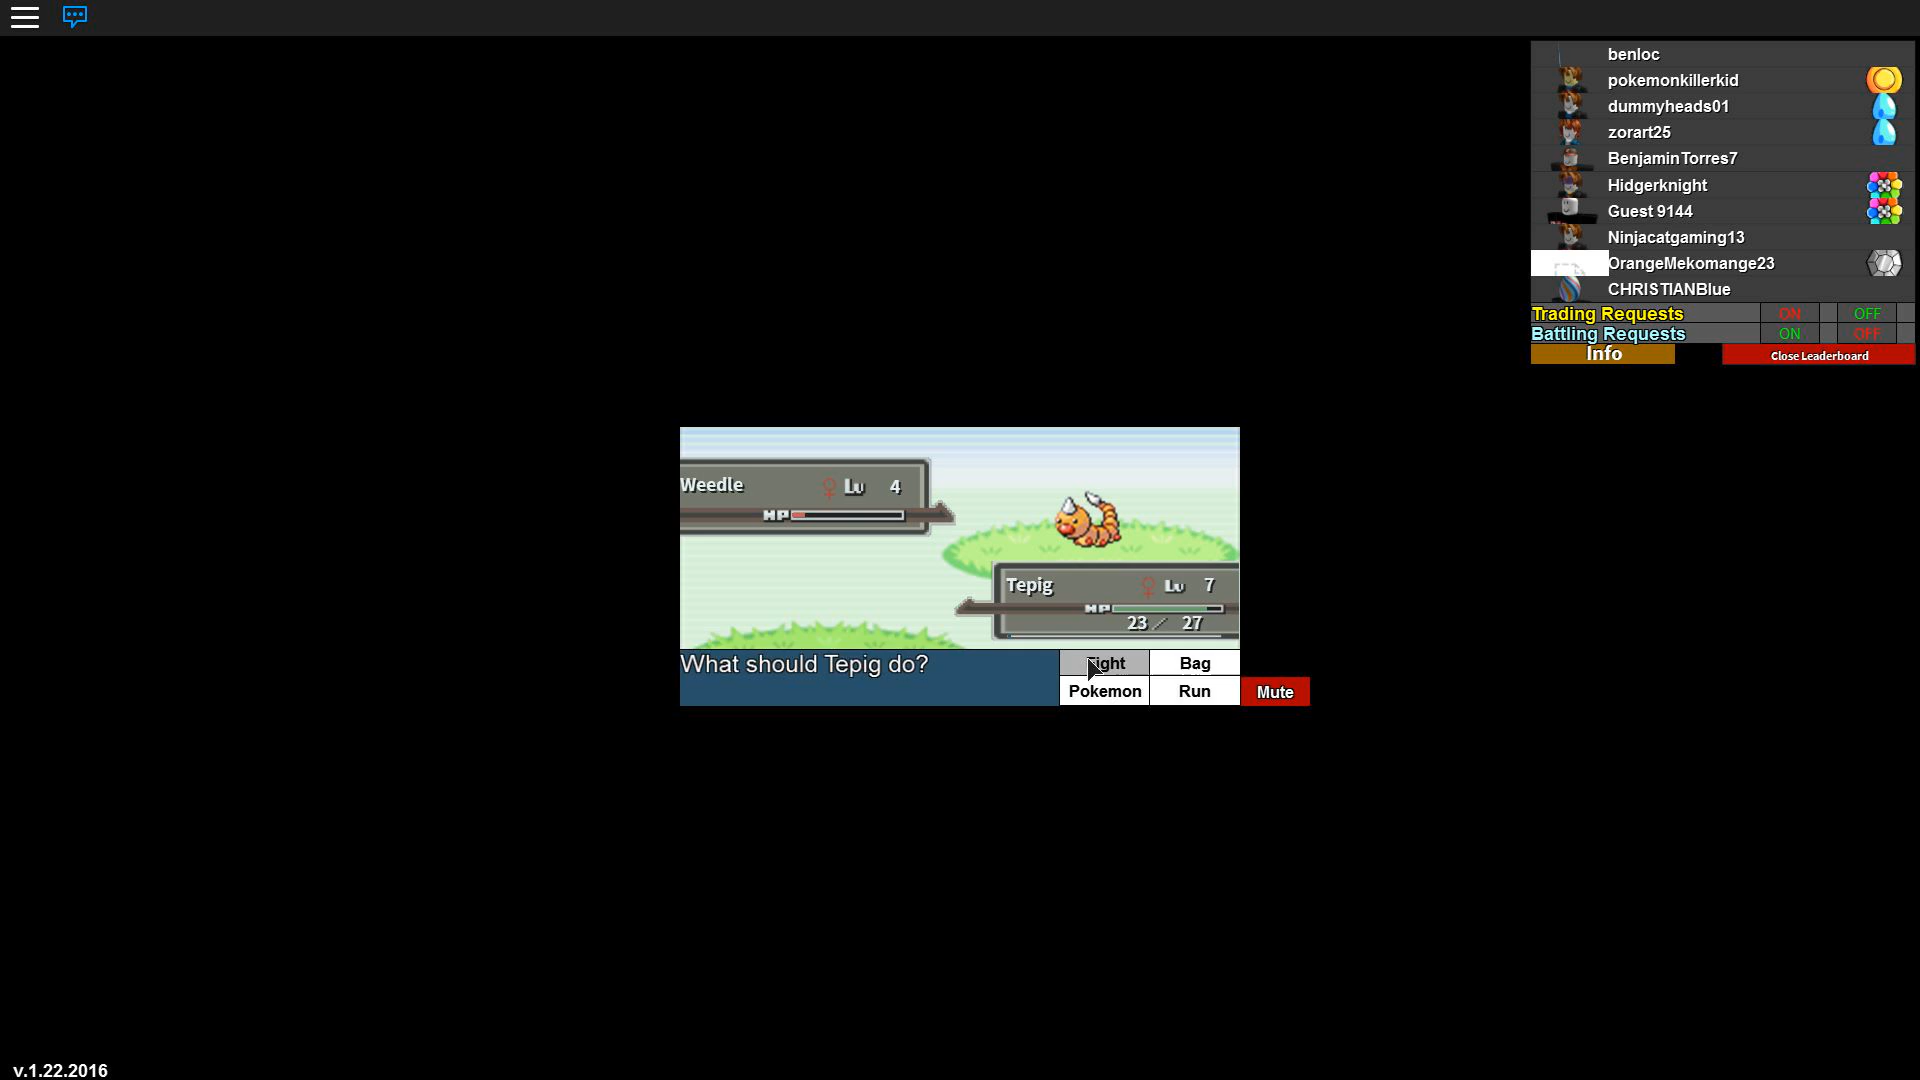 benloc
pokemonkillerkid
dummyheads01
zorart25
BenjaminTorres7
Hidgerknight
Guest 9144
Ninjacatgaming13
OrangeMekomange23
CHRISTIANBlue
Trading Requests ON OFF
Battling Requests ON OFF
Info Close Leaderboard
Weedle ♀ Lv 4
HP
Tepig ♀ Lv 7
HP
23 / 27
What should Tepig do?
Fight Bag
Pokemon Run Mute
v.1.22.2016